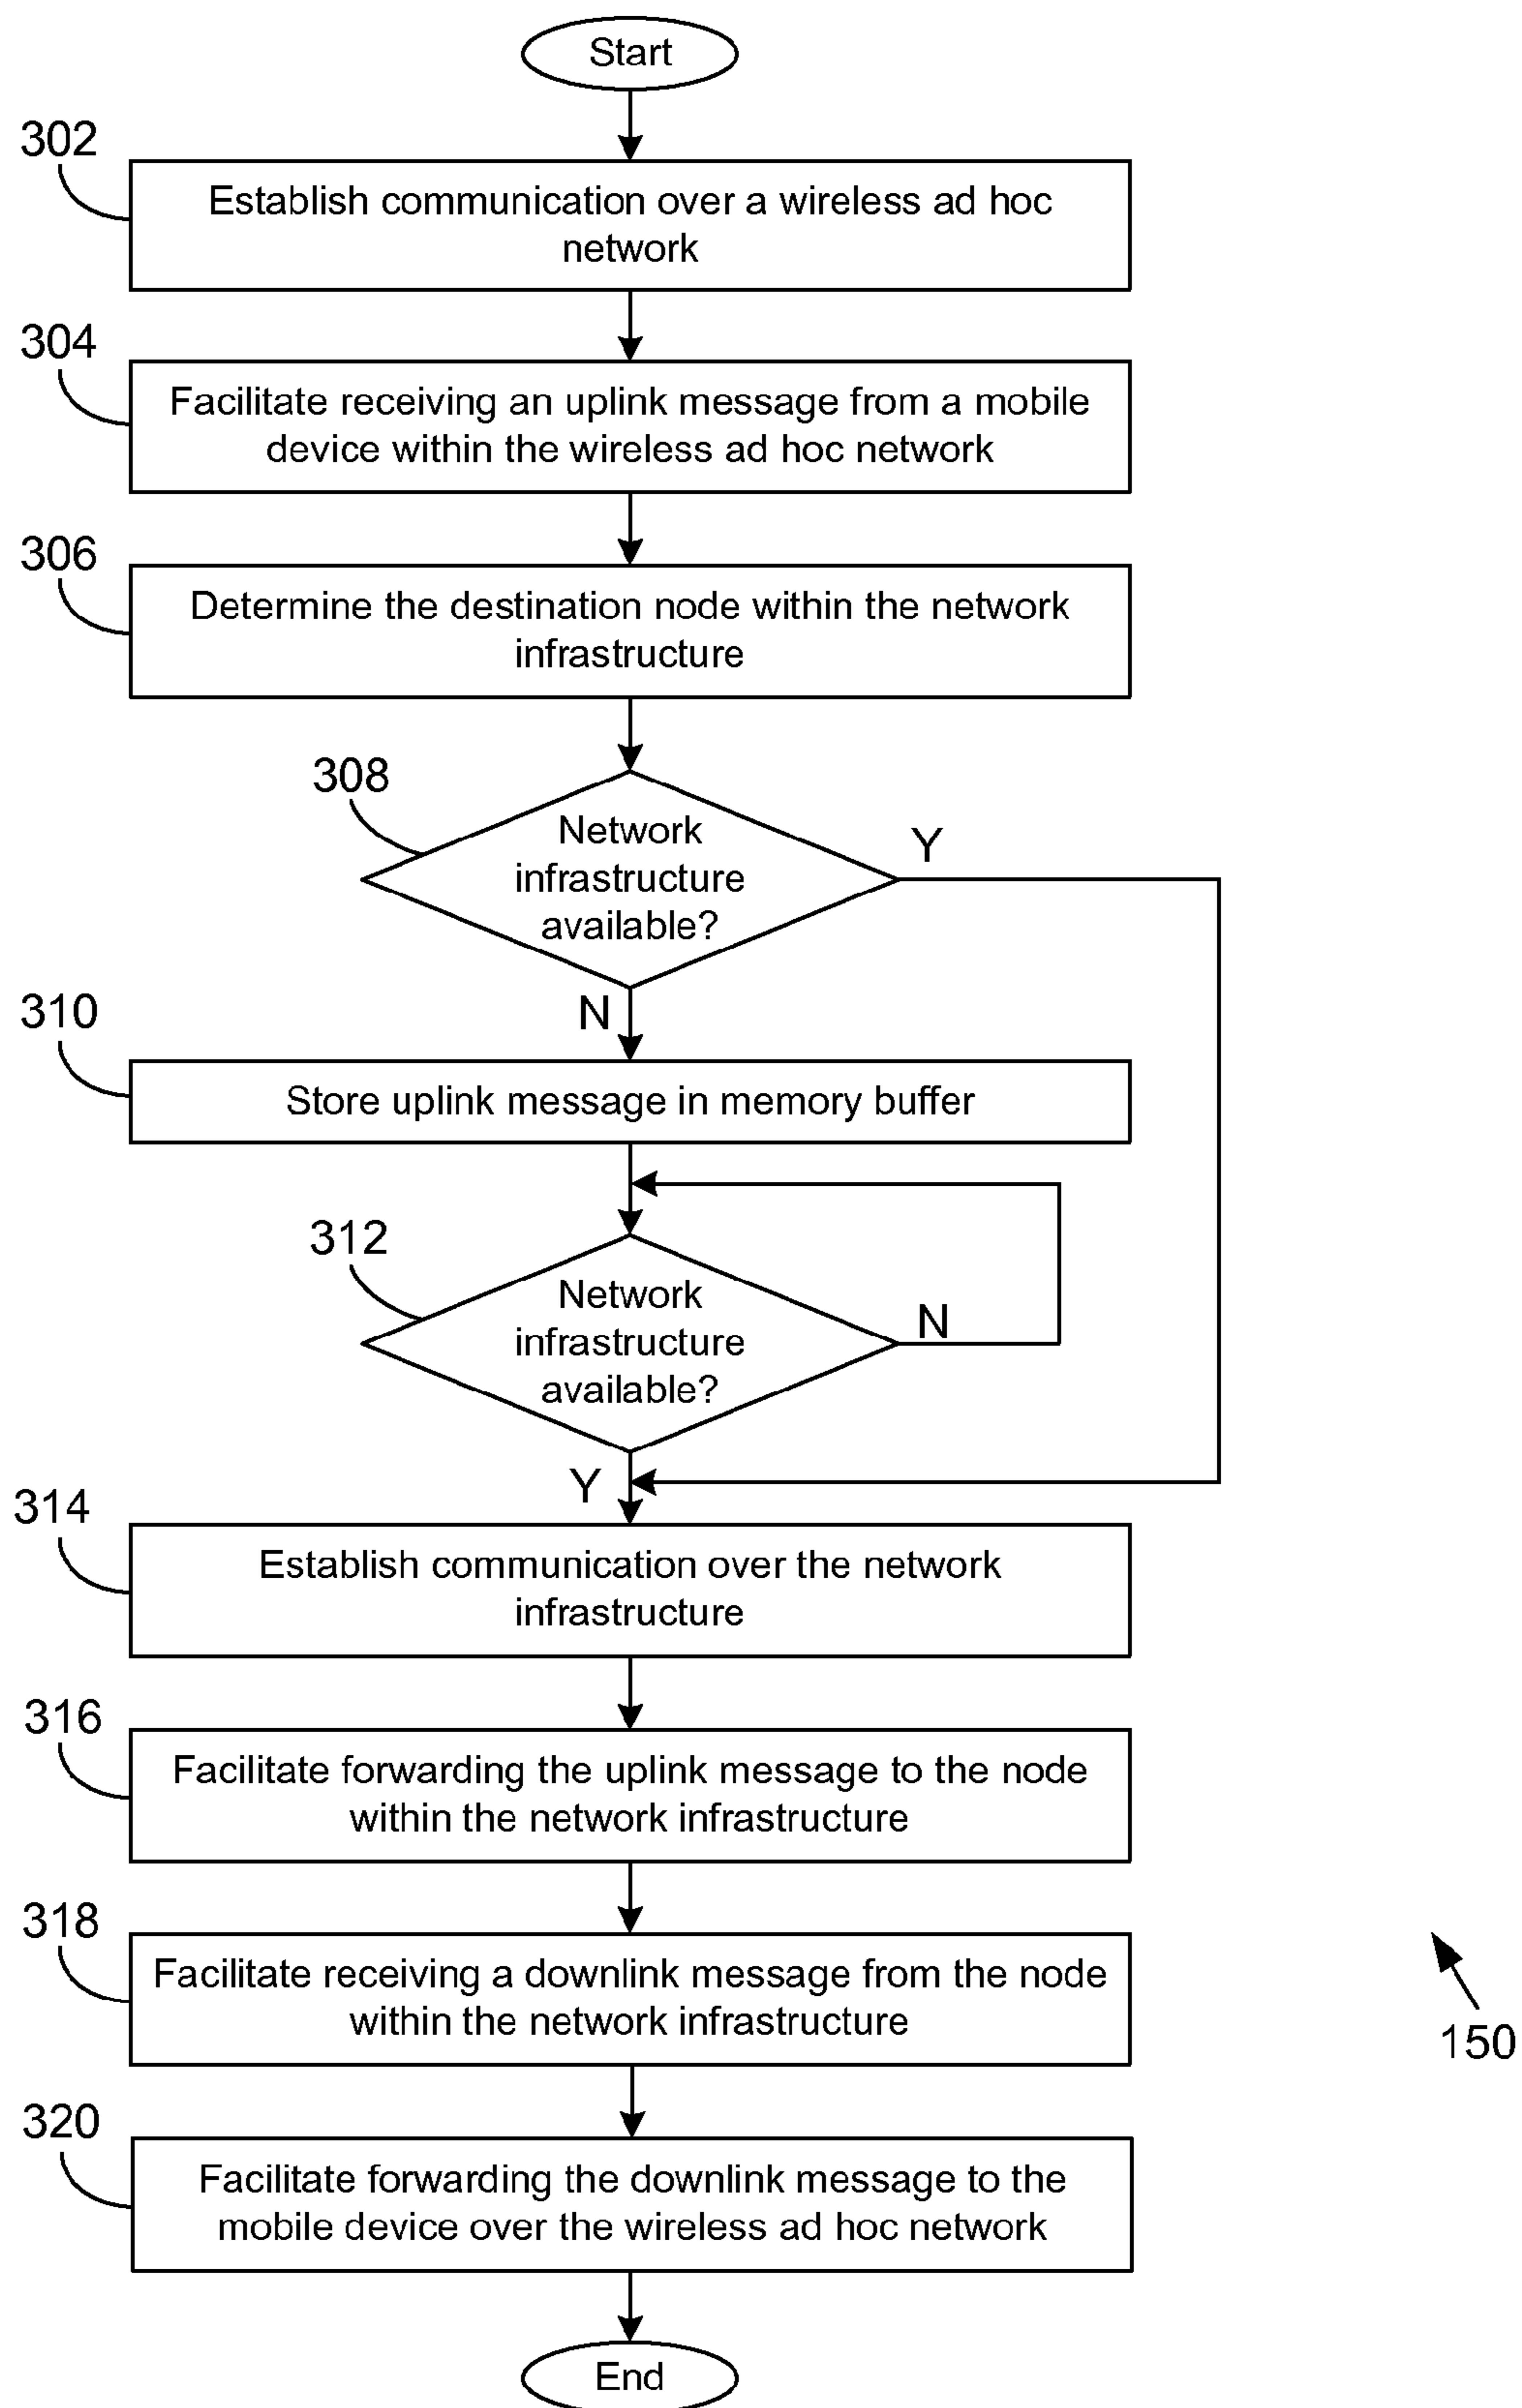 Start
302
Establish communication over a wireless ad hoc
network
304
Facilitate receiving an uplink message from a mobile
device within the wireless ad hoc network
306
Determine the destination node within the network
infrastructure
308
Network
infrastructure
available?
Y
N
310
Store uplink message in memory buffer
312
Network
infrastructure
available?
N
Y
314
Establish communication over the network
infrastructure
316
Facilitate forwarding the uplink message to the node
within the network infrastructure
318
Facilitate receiving a downlink message from the node
within the network infrastructure
150
320
Facilitate forwarding the downlink message to the
mobile device over the wireless ad hoc network
End